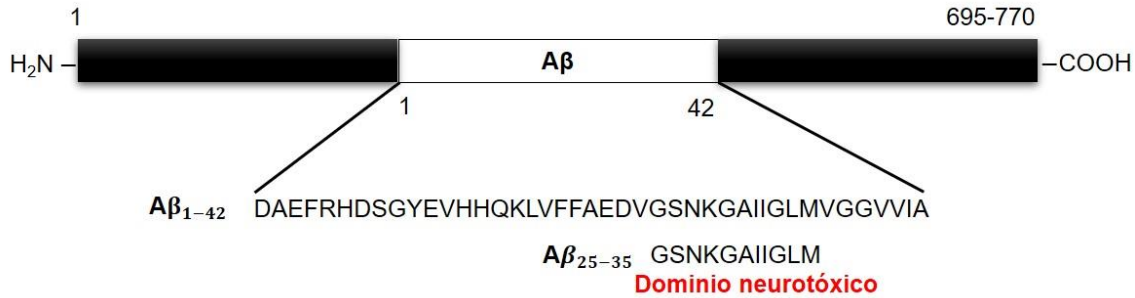 1 695-770
H₂N – Aβ –COOH
1 42
Aβ₁₋₄₂ DAEFRHDSGYEVHHQKLVFFAEDVGSNKGAIIGLMVGGVVIA
Aβ₂₅₋₃₅ GSNKGAIIGLM
Dominio neurotóxico